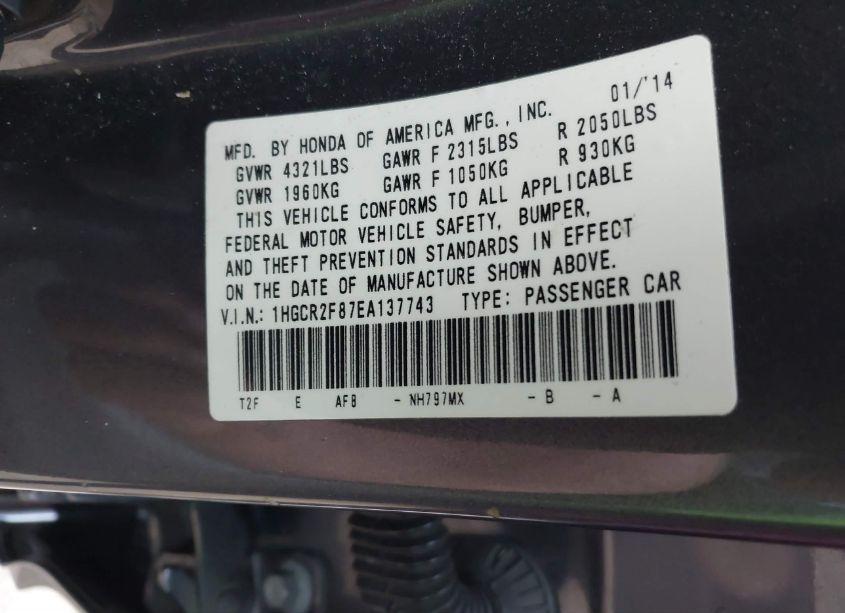 01/'14
MFD. BY HONDA OF AMERICA MFG., INC.
GVWR 4321LBS GAWR F 2315LBS R 2050LBS
GVWR 1960KG GAWR F 1050KG R 930KG
THIS VEHICLE CONFORMS TO ALL APPLICABLE
FEDERAL MOTOR VEHICLE SAFETY, BUMPER,
AND THEFT PREVENTION STANDARDS IN EFFECT
ON THE DATE OF MANUFACTURE SHOWN ABOVE.
V.I.N.: 1HGCR2F87EA137743 TYPE: PASSENGER CAR
T2F E AFB - NH797MX - B - A